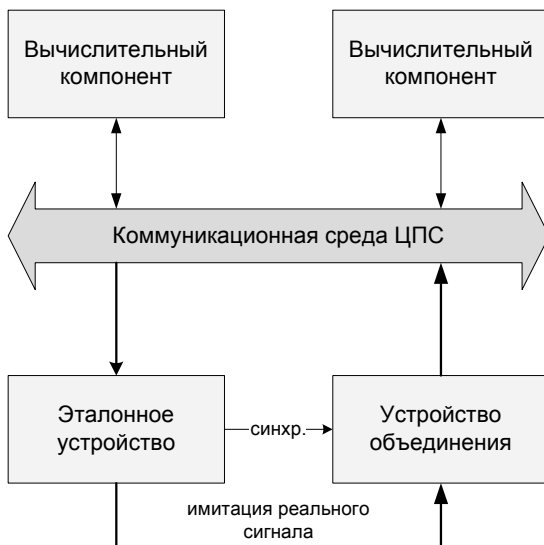 Вычислительный
компонент
Вычислительный
компонент
Коммуникационная среда ЦПС
Эталонное
устройство
синхр.
Устройство
объединения
имитация реального
сигнала